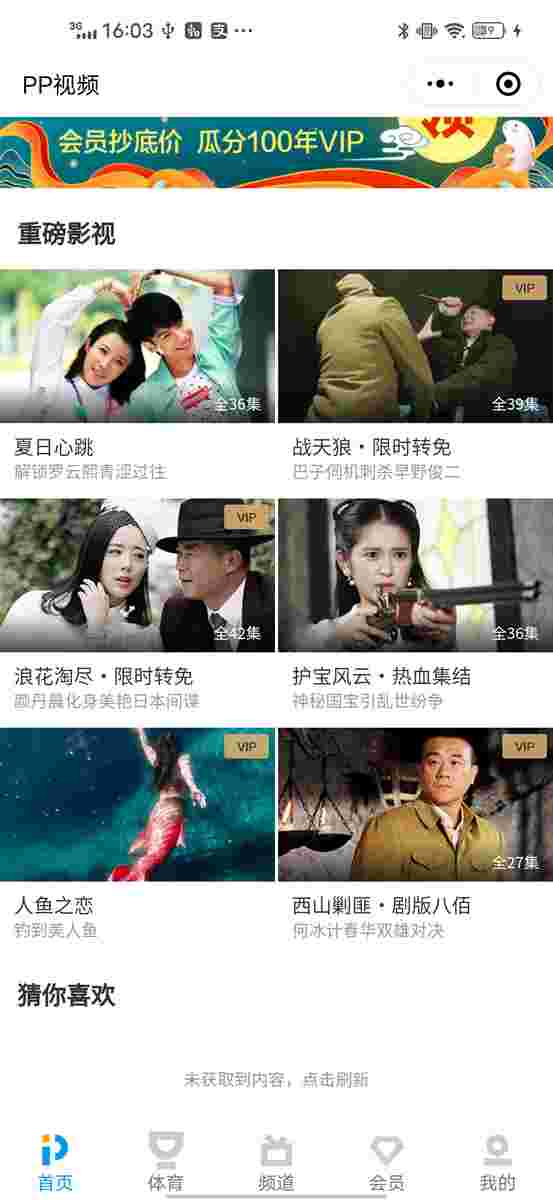 3G 16:03
PP视频
会员抄底价 瓜分100年VIP
重磅影视
全36集
VIP
全39集
夏日心跳
解锁罗云熙青涩过往
战天狼·限时转免
巴子伺机刺杀早野俊二
VIP
全42集
全36集
浪花淘尽·限时转免
颜丹晨化身美艳日本间谍
护宝风云·热血集结
神秘国宝引乱世纷争
VIP
VIP
全27集
人鱼之恋
钓到美人鱼
西山剿匪·剧版八佰
何冰计春华双雄对决
猜你喜欢
未获取到内容，点击刷新
首页
体育
频道
会员
我的